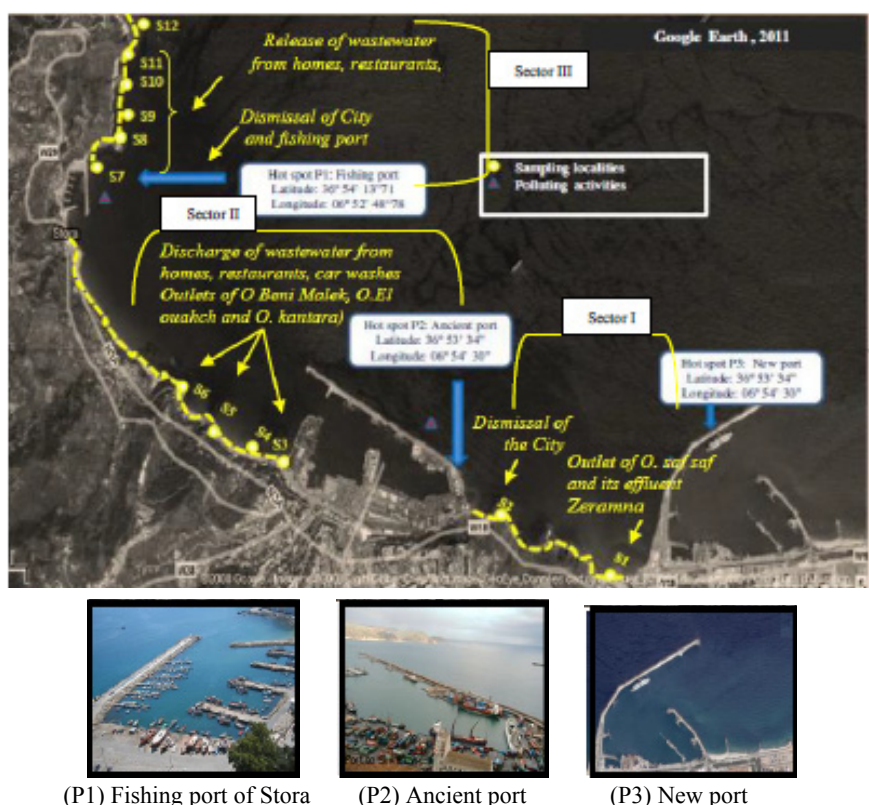 S12
Google Earth , 2011
Release of wastewater
from homes, restaurants,
Sector III
S11
S10
S9
S8
S7
Dismissal of City
and fishing port
Sampling localities
Polluting activities
Hot spot P1: Fishing port
Latitude: 36° 54' 13"71
Longitude: 06° 52' 48"78
Sector II
Stora
Discharge of wastewater from
homes, restaurants, car washes
Outlets of O Beni Malek, O.El
ouahch and O. kantara)
Hot spot P2: Ancient port
Latitude: 36° 53' 34"
Longitude: 06° 54' 30"
Sector I
Hot spot P3: New port
Latitude: 36° 53' 34"
Longitude: 06° 54' 30"
S6
S5
S4
S3
Dismissal of
the City
Outlet of O. saf saf
and its effluent
Zeramna
S2
S1
(P1) Fishing port of Stora
(P2) Ancient port
(P3) New port